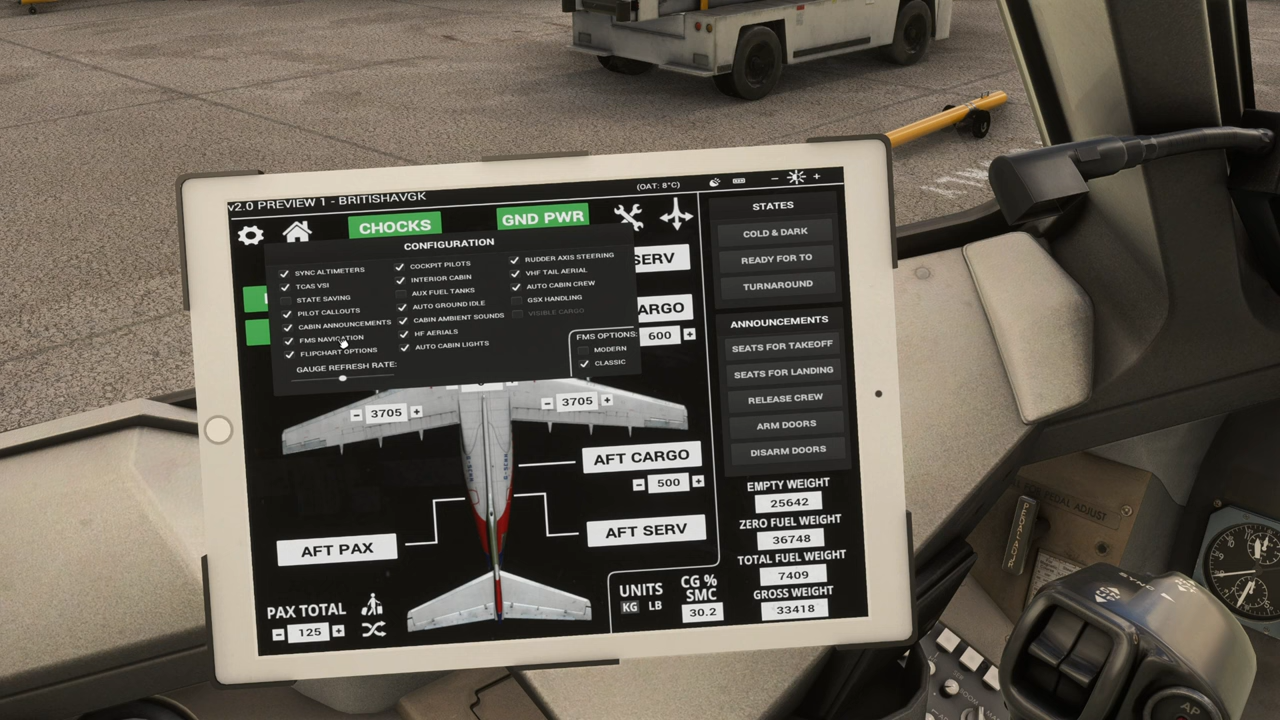 v2.0 PREVIEW 1 - BRITISHAVGK
(OAT: 8°C)
CHOCKS
GND PWR
CONFIGURATION
SYNC ALTIMETERS
TCAS VSI
STATE SAVING
PILOT CALLOUTS
CABIN ANNOUNCEMENTS
FMS NAVIGATION
FLIPCHART OPTIONS
GAUGE REFRESH RATE:
COCKPIT PILOTS
INTERIOR CABIN
AUX FUEL TANKS
AUTO GROUND IDLE
CABIN AMBIENT SOUNDS
HF AERIALS
AUTO CABIN LIGHTS
RUDDER AXIS STEERING
VHF TAIL AERIAL
AUTO CABIN CREW
GSX HANDLING
VISIBLE CARGO
FMS OPTIONS:
MODERN
CLASSIC
SERV
ARGO
600 +
- 3705 +
- 3577 +
AFT CARGO
- 500 +
AFT PAX
AFT SERV
PAX TOTAL
- 125 +
UNITS
KG LB
CG %
SMC
30.2
STATES
COLD & DARK
READY FOR TO
TURNAROUND
ANNOUNCEMENTS
SEATS FOR TAKEOFF
SEATS FOR LANDING
RELEASE CREW
ARM DOORS
DISARM DOORS
EMPTY WEIGHT
25642
ZERO FUEL WEIGHT
36748
TOTAL FUEL WEIGHT
7409
GROSS WEIGHT
33418
PEDAL ADJUST
SYNC
AP